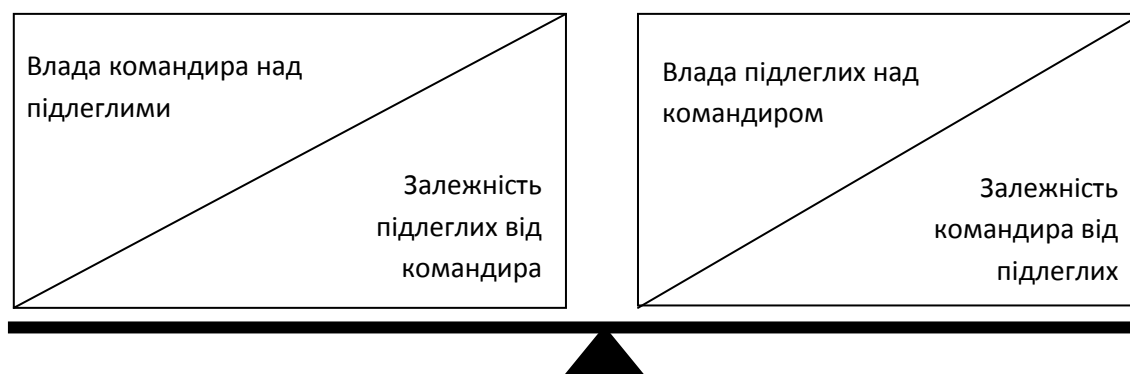 Влада командира над
підлеглими
Залежність
підлеглих від
командира
Влада підлеглих над
командиром
Залежність
командира від
підлеглих